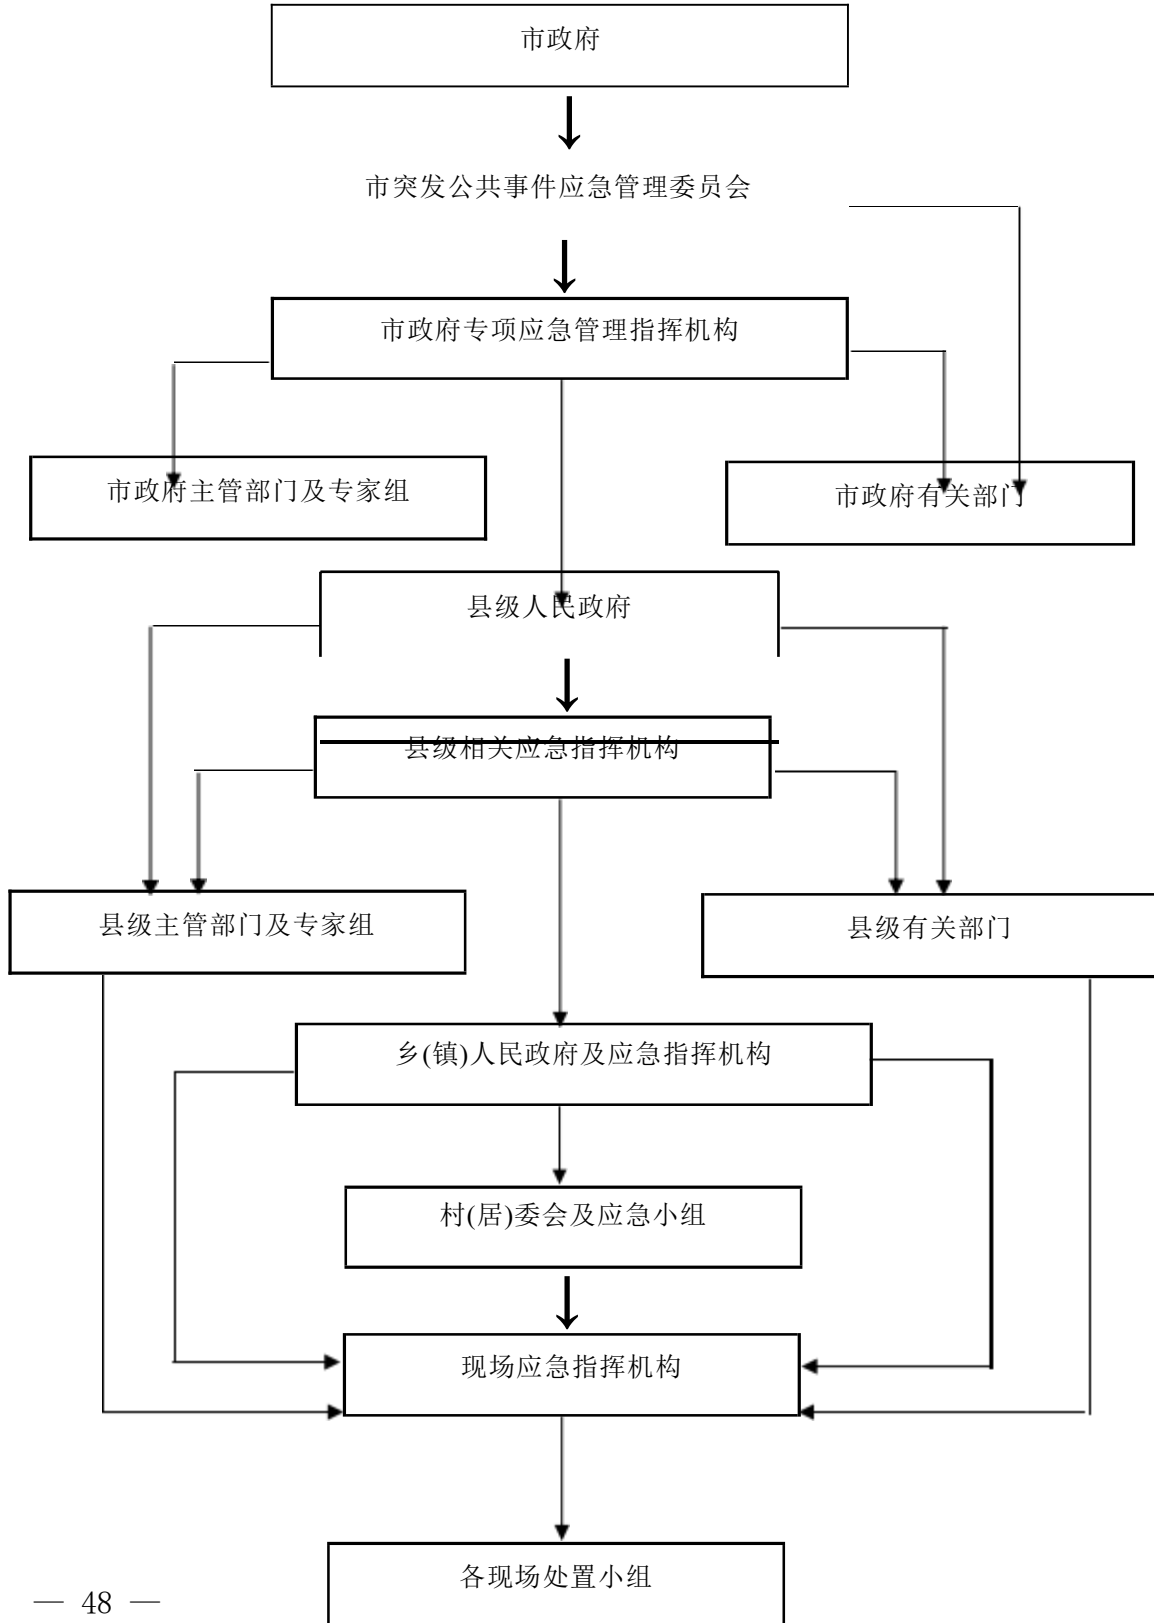 市政府
市突发公共事件应急管理委员会
市政府专项应急管理指挥机构
市政府主管部门及专家组
市政府有关部门
县级人民政府
县级相关应急指挥机构
县级主管部门及专家组
县级有关部门
乡(镇)人民政府及应急指挥机构
村(居)委会及应急小组
现场应急指挥机构
各现场处置小组
— 48 —